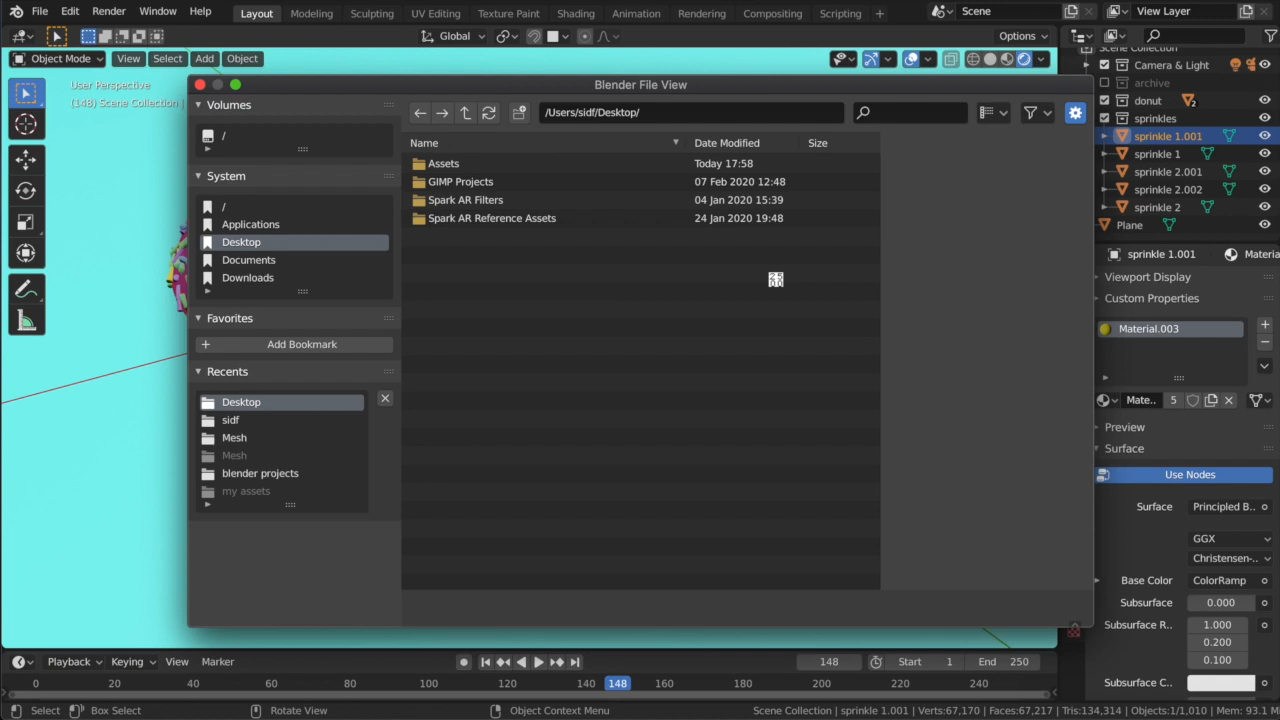 File Edit Render Window Help Layout Modeling Sculpting UV Editing Texture Paint Shading Animation Rendering Compositing Scripting + Scene View Layer
Global Options
Object Mode View Select Add Object
User Perspective
(148) Scene Collection |
Scene Collection
Camera & Light
archive
donut 2
sprinkles
sprinkle 1.001
sprinkle 1
sprinkle 2.001
sprinkle 2.002
sprinkle 2
Plane
Blender File View
Volumes
/
System
/
Applications
Desktop
Documents
Downloads
Favorites
+ Add Bookmark
Recents
Desktop
sidf
Mesh
Mesh
blender projects
my assets
/Users/sidf/Desktop/
Name Date Modified Size
Assets Today 17:58
GIMP Projects 07 Feb 2020 12:48
Spark AR Filters 04 Jan 2020 15:39
Spark AR Reference Assets 24 Jan 2020 19:48
sprinkle 1.001 Materia
Viewport Display
Custom Properties
Material.003
Mate.. 5
Preview
Surface
Use Nodes
Surface Principled B..
GGX
Christensen-..
Base Color ColorRamp
Subsurface 0.000
Subsurface R.. 1.000
0.200
0.100
Subsurface C..
Playback Keying View Marker 148 Start 1 End 250
0 20 40 60 80 100 120 148 160 180 200 220 240
Select Box Select Rotate View Object Context Menu Scene Collection | sprinkle 1.001 | Verts:67,170 | Faces:67,217 | Tris:134,314 | Objects:1/1,010 | Mem: 93.1 M